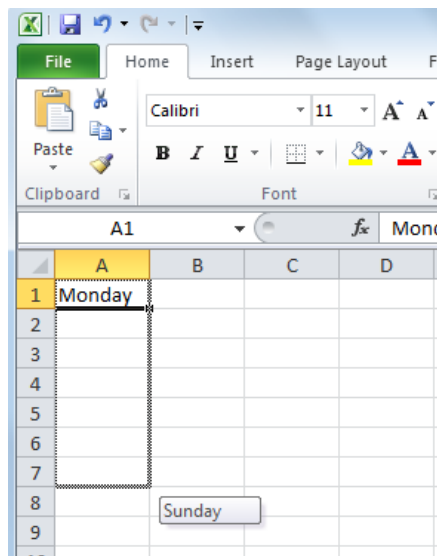 File Home Insert Page Layout F
Calibri 11 A A
Paste B I U A
Clipboard Font
A1 fx Mon
A B C D
1 Monday
2
3
4
5
6
7
8 Sunday
9